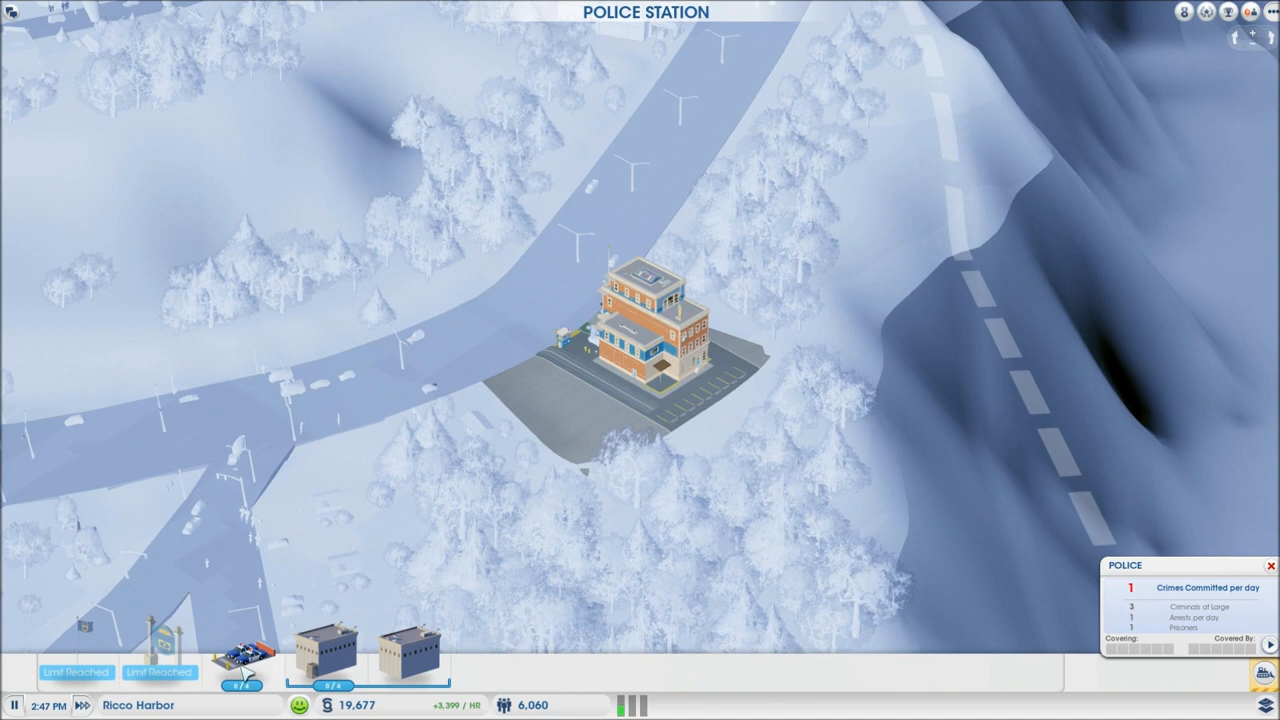 POLICE STATION
POLICE
1 Crimes Committed per day
3 Criminals at Large
1 Arrests per day
1 Prisoners
Covering: Covered By:
Limit Reached Limit Reached
0 / 4 0 / 4
2:47 PM Ricco Harbor 19,677 +3,399 / HR 6,060